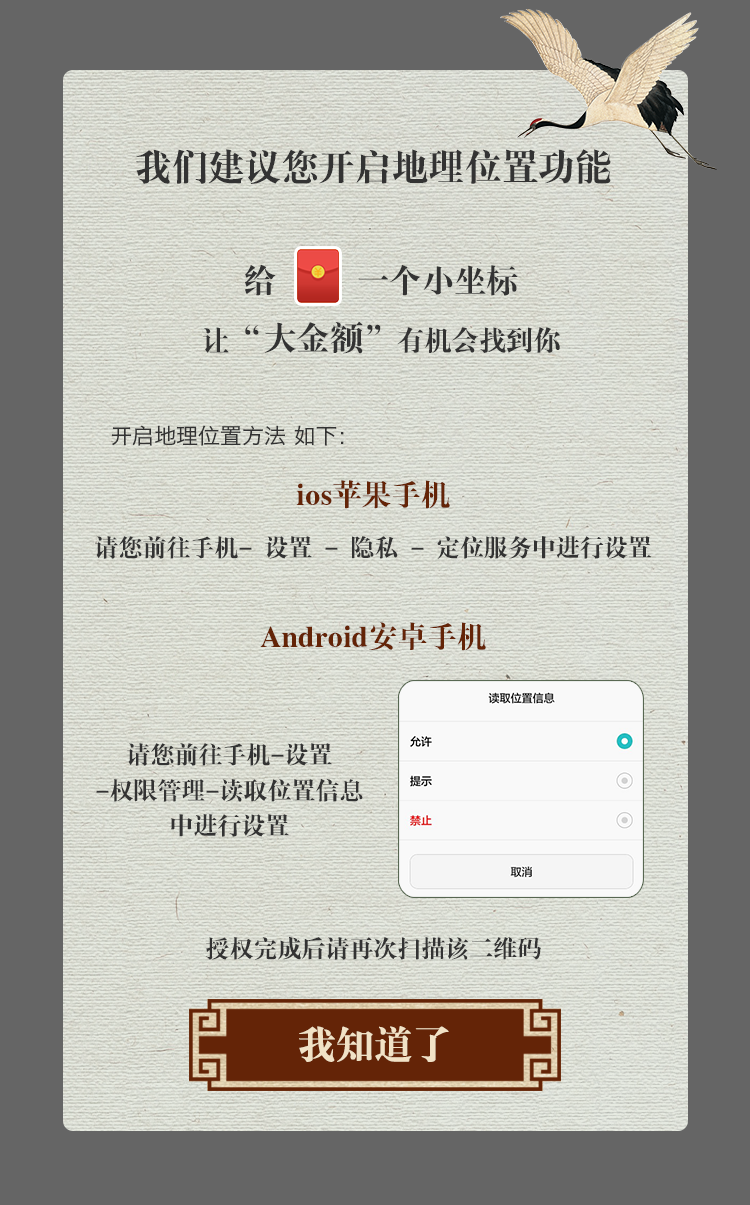 我们建议您开启地理位置功能
给 一个小坐标
让“大金额”有机会找到你
开启地理位置方法 如下:
ios苹果手机
请您前往手机- 设置 - 隐私 - 定位服务中进行设置
Android安卓手机
请您前往手机-设置
-权限管理-读取位置信息
中进行设置
读取位置信息
允许
提示
禁止
取消
授权完成后请再次扫描该二维码
我知道了